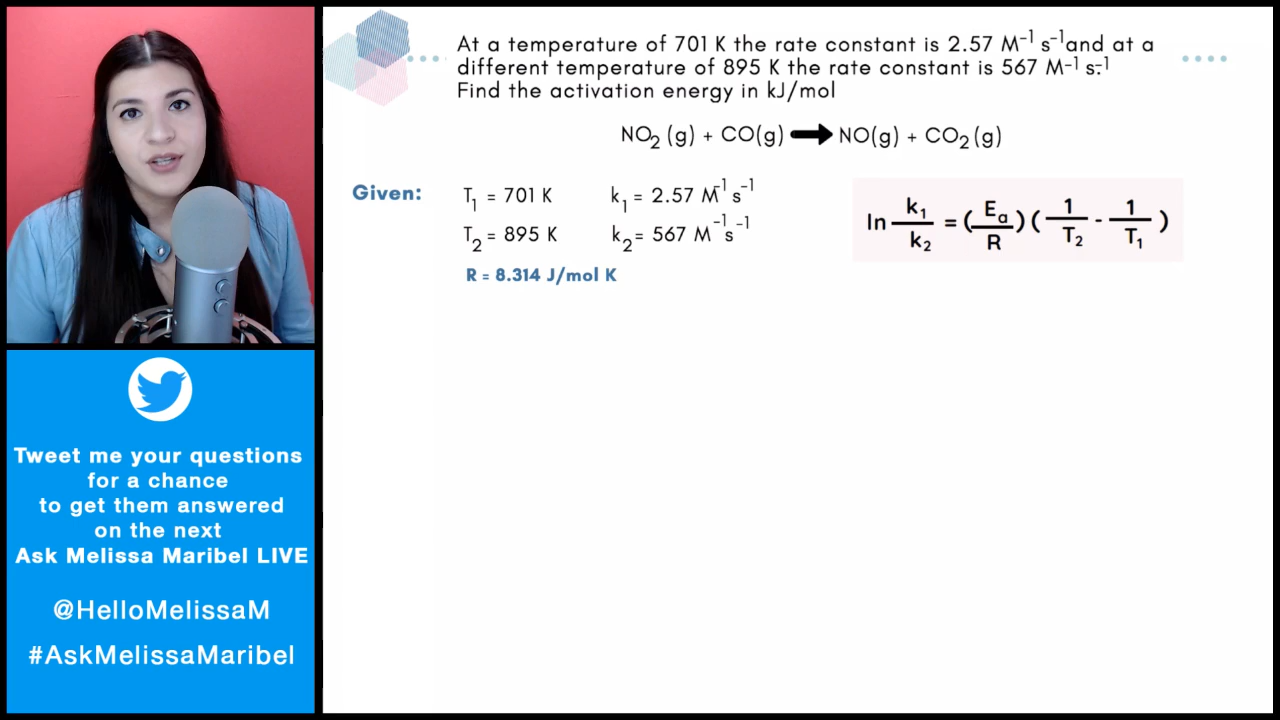 At a temperature of 701 K the rate constant is 2.57 M⁻¹ s⁻¹and at a
different temperature of 895 K the rate constant is 567 M⁻¹ s⁻¹.
Find the activation energy in kJ/mol
NO₂ (g) + CO(g) ➡ NO(g) + CO₂ (g)
Given:
T₁ = 701 K k₁ = 2.57 M⁻¹ s⁻¹
T₂ = 895 K k₂ = 567 M⁻¹ s⁻¹
R = 8.314 J/mol K
ln k₁/k₂ = (Eₐ/R) (1/T₂ - 1/T₁)
Tweet me your questions
for a chance
to get them answered
on the next
Ask Melissa Maribel LIVE
@HelloMelissaM
#AskMelissaMaribel